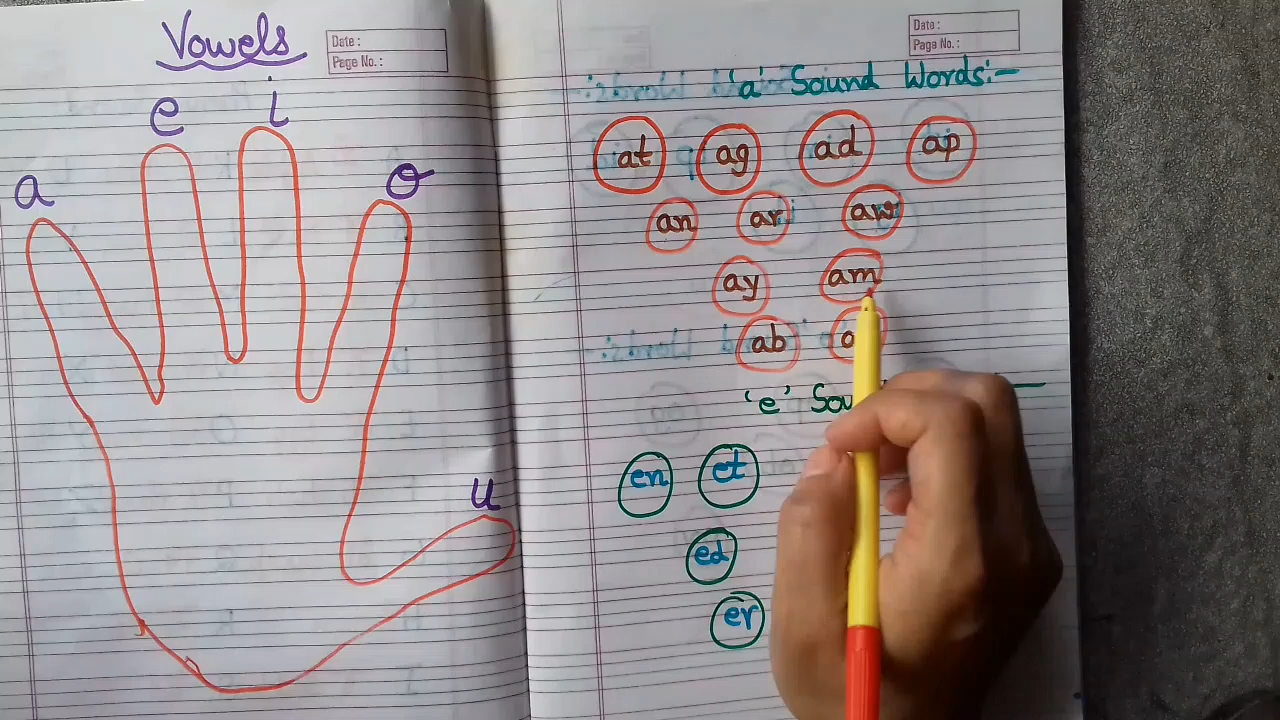 Vowels
Date :
Page No. :
a e i o u
Date :
Page No. :
'a' Sound Words:-
at ag ad ap
an ar aw
ay am
ab
'e'
en et
ed
er